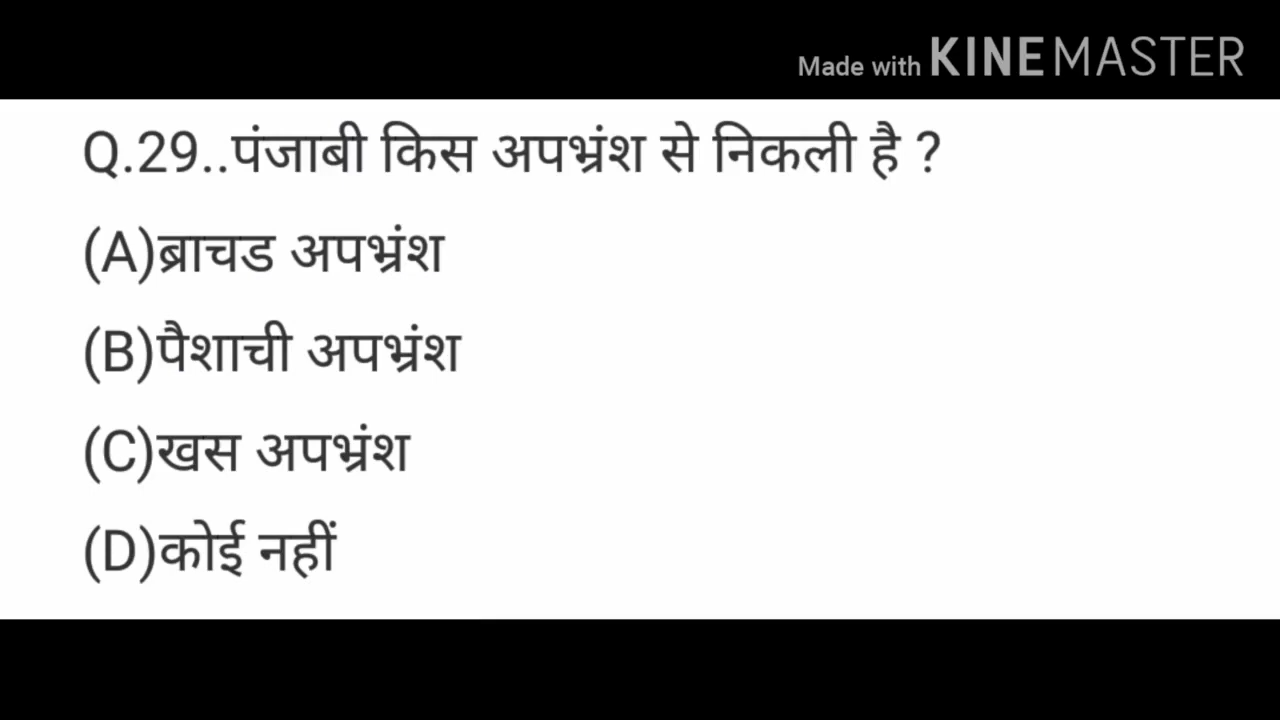 Made with KINEMASTER
Q.29..पंजाबी किस अपभ्रंश से निकली है ?
(A)ब्राचड अपभ्रंश
(B)पैशाची अपभ्रंश
(C)खस अपभ्रंश
(D)कोई नहीं